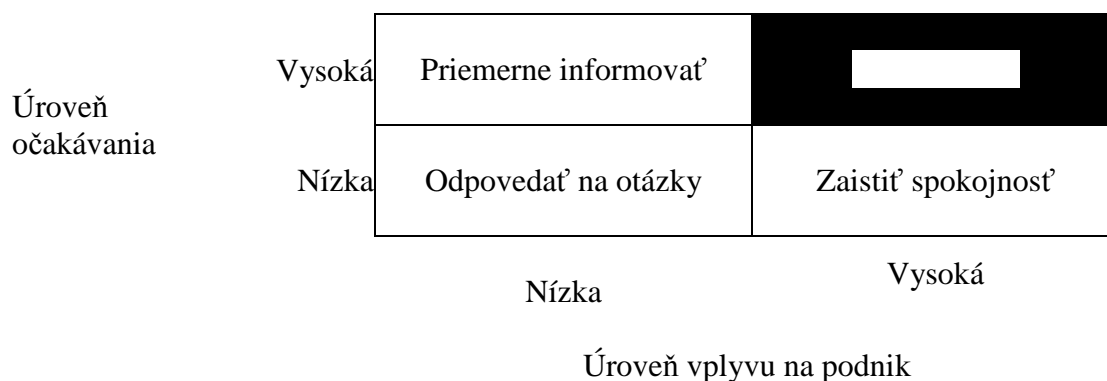 Vysoká
Priemerne informovať
Úroveň
očakávania
Nízka
Odpovedať na otázky
Zaistiť spokojnosť
Vysoká
Nízka
Úroveň vplyvu na podnik